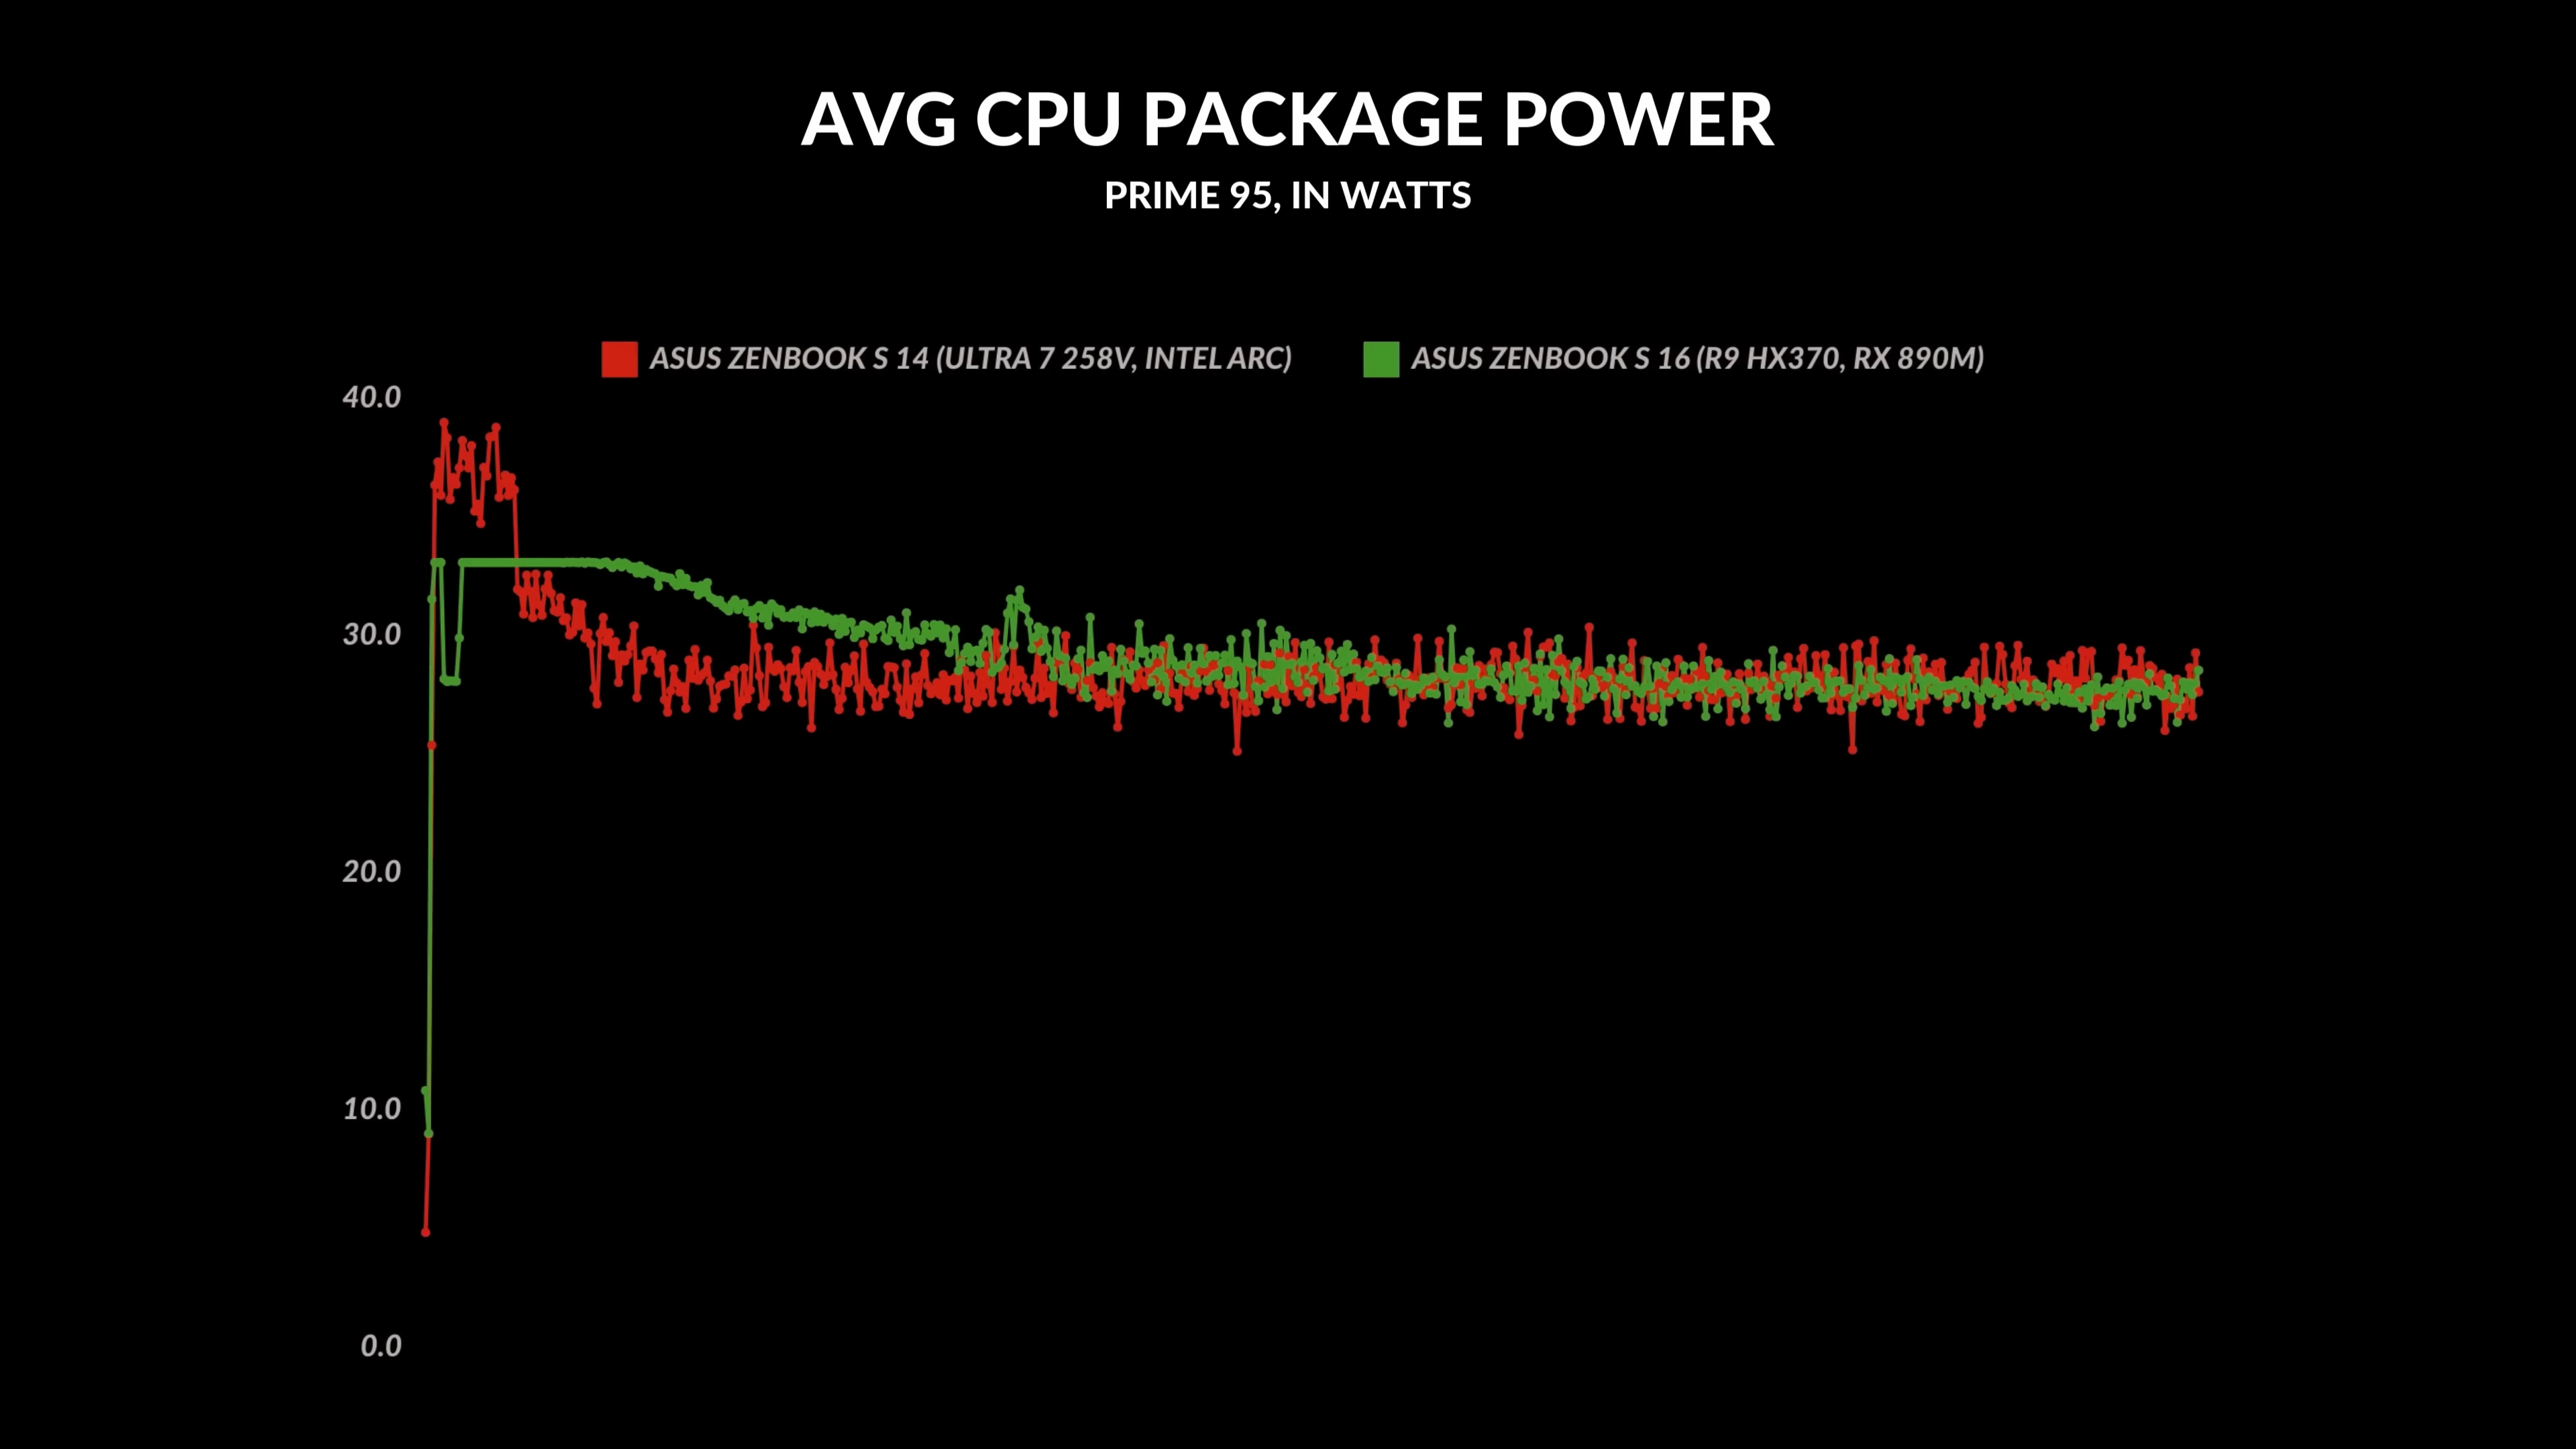 AVG CPU PACKAGE POWER
PRIME 95, IN WATTS
ASUS ZENBOOK S 14 (ULTRA 7 258V, INTEL ARC)
ASUS ZENBOOK S 16 (R9 HX370, RX 890M)
40.0
30.0
20.0
10.0
0.0